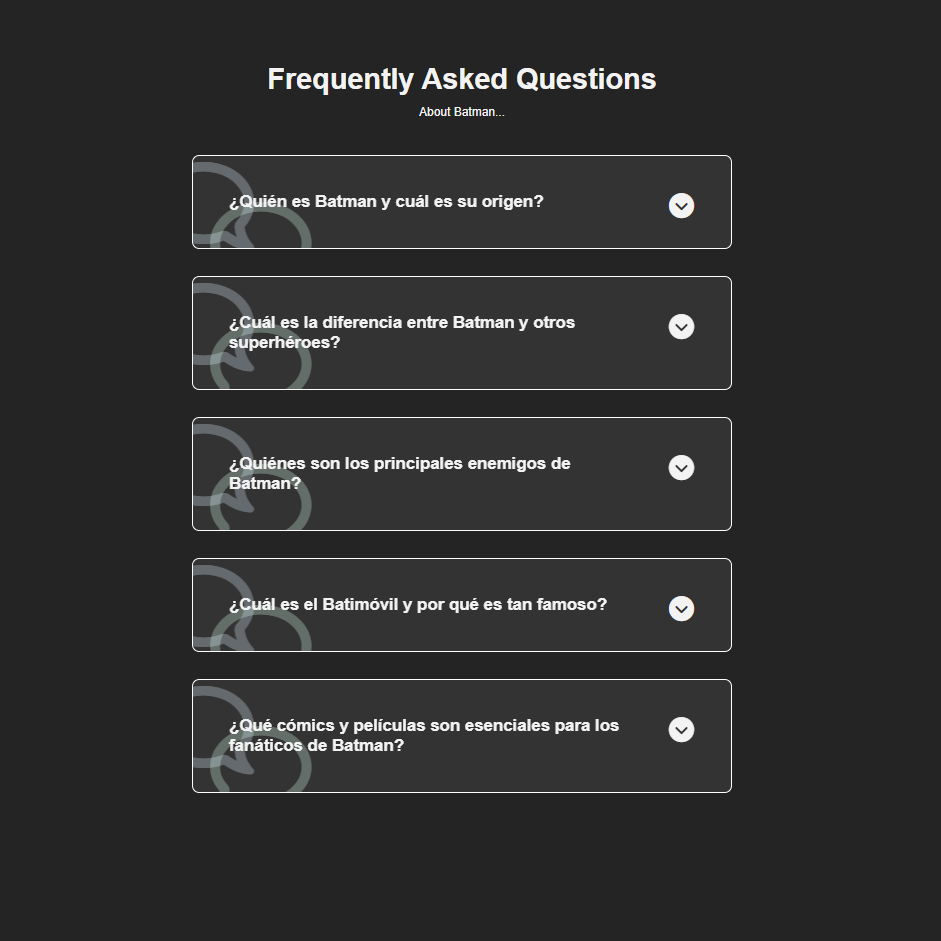 Frequently Asked Questions
About Batman...
¿Quién es Batman y cuál es su origen?
¿Cuál es la diferencia entre Batman y otros
superhéroes?
¿Quiénes son los principales enemigos de
Batman?
¿Cuál es el Batimóvil y por qué es tan famoso?
¿Qué cómics y películas son esenciales para los
fanáticos de Batman?